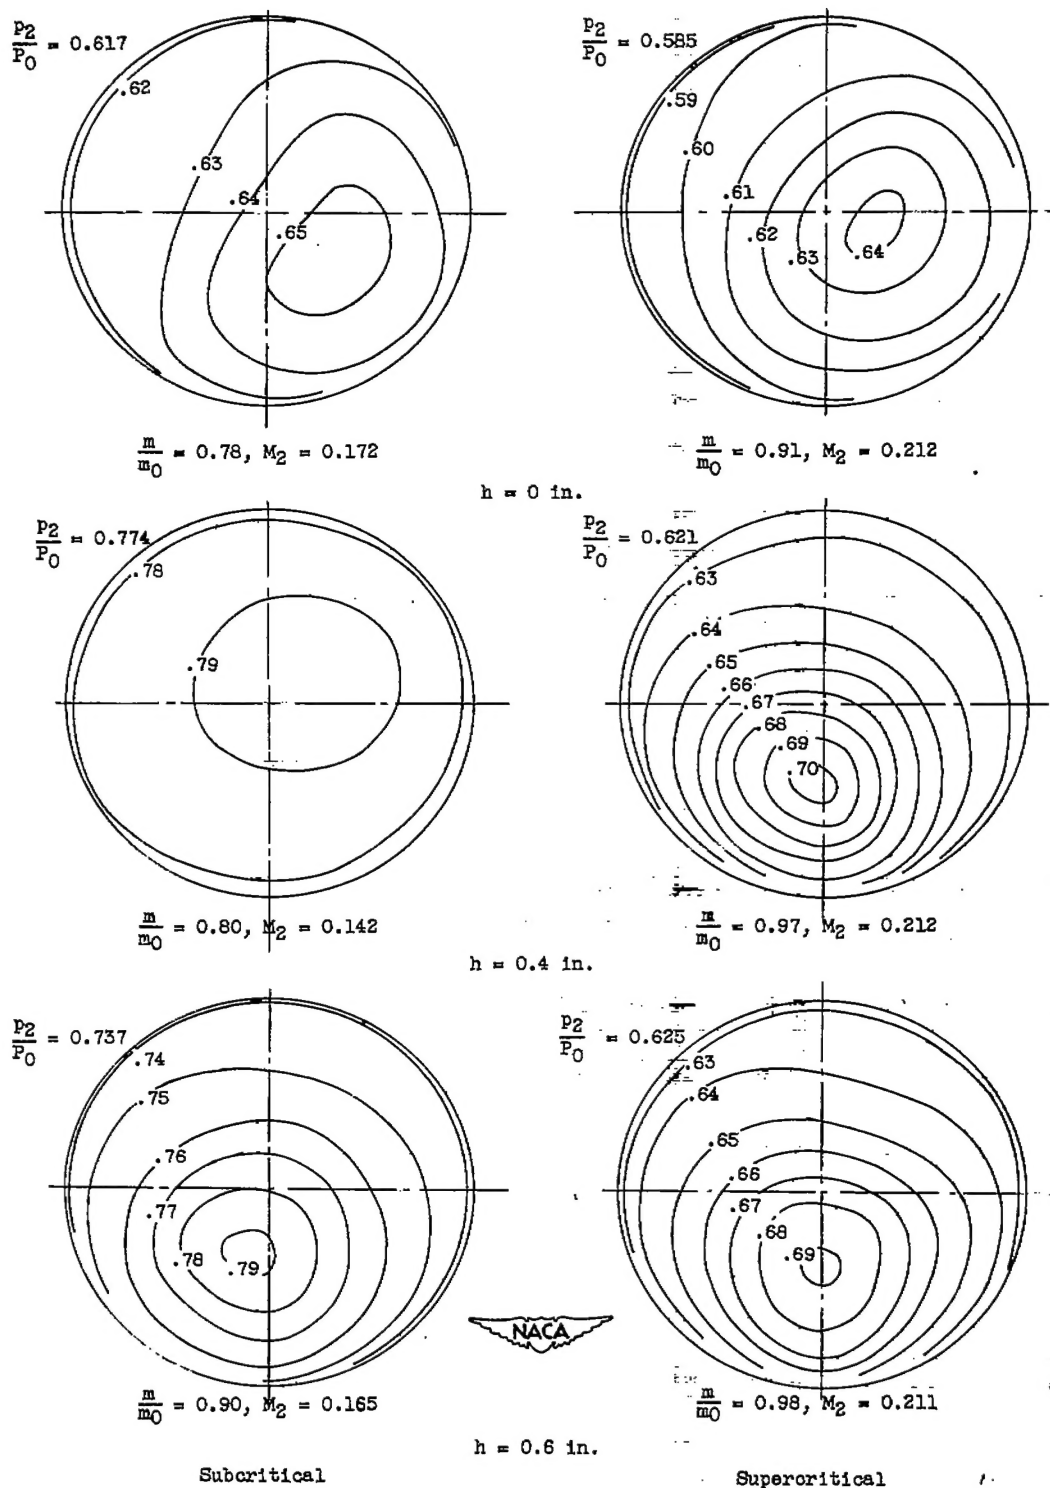 p2/P0 = 0.617
.62
.63
.64
.65
m/m0 = 0.78, M2 = 0.172
p2/P0 = 0.585
.59
.60
.61
.62
.63
.64
m/m0 = 0.91, M2 = 0.212
h = 0 in.
p2/P0 = 0.774
.78
.79
m/m0 = 0.80, M2 = 0.142
p2/P0 = 0.621
.63
.64
.65
.66
.67
.68
.69
.70
m/m0 = 0.97, M2 = 0.212
h = 0.4 in.
p2/P0 = 0.737
.74
.75
.76
.77
.78
.79
m/m0 = 0.90, M2 = 0.165
p2/P0 = 0.625
.63
.64
.65
.66
.67
.68
.69
m/m0 = 0.98, M2 = 0.211
NACA
h = 0.6 in.
Subcritical
Supercritical